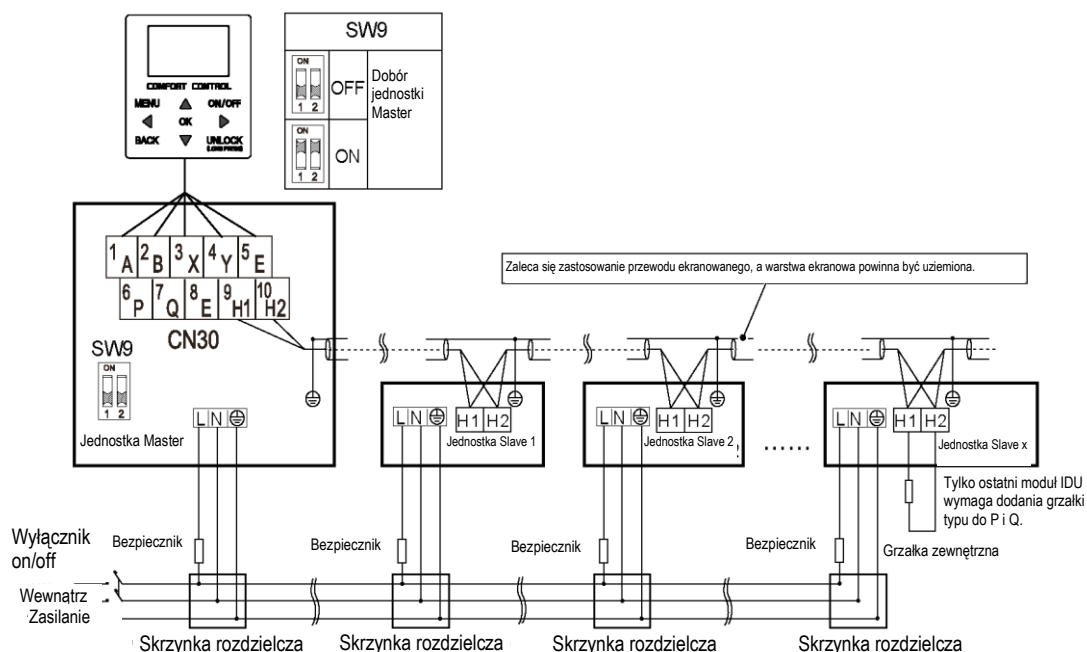 SW9
ON
1 2
OFF
ON
1 2
ON
Dobór
jednostki
Master
COMFORT CONTROL
MENU
ON/OFF
OK
BACK
UNLOCK
(LONG PRESS)
1 A
2 B
3 X
4 Y
5 E
6 P
7 Q
8 E
9 H1
10 H2
CN30
SW9
ON
1 2
Zaleca się zastosowanie przewodu ekranowanego, a warstwa ekranowa powinna być uziemiona.
L N
Jednostka Master
L N
H1 H2
Jednostka Slave 1
L N
H1 H2
Jednostka Slave 2
......
L N
H1 H2
Jednostka Slave x
Tylko ostatni moduł IDU
wymaga dodania grzałki
typu do P i Q.
Grzałka zewnętrzna
Wyłącznik
on/off
Bezpiecznik
Bezpiecznik
Bezpiecznik
Bezpiecznik
Wewnątrz
Zasilanie
Skrzynka rozdzielcza
Skrzynka rozdzielcza
Skrzynka rozdzielcza
Skrzynka rozdzielcza